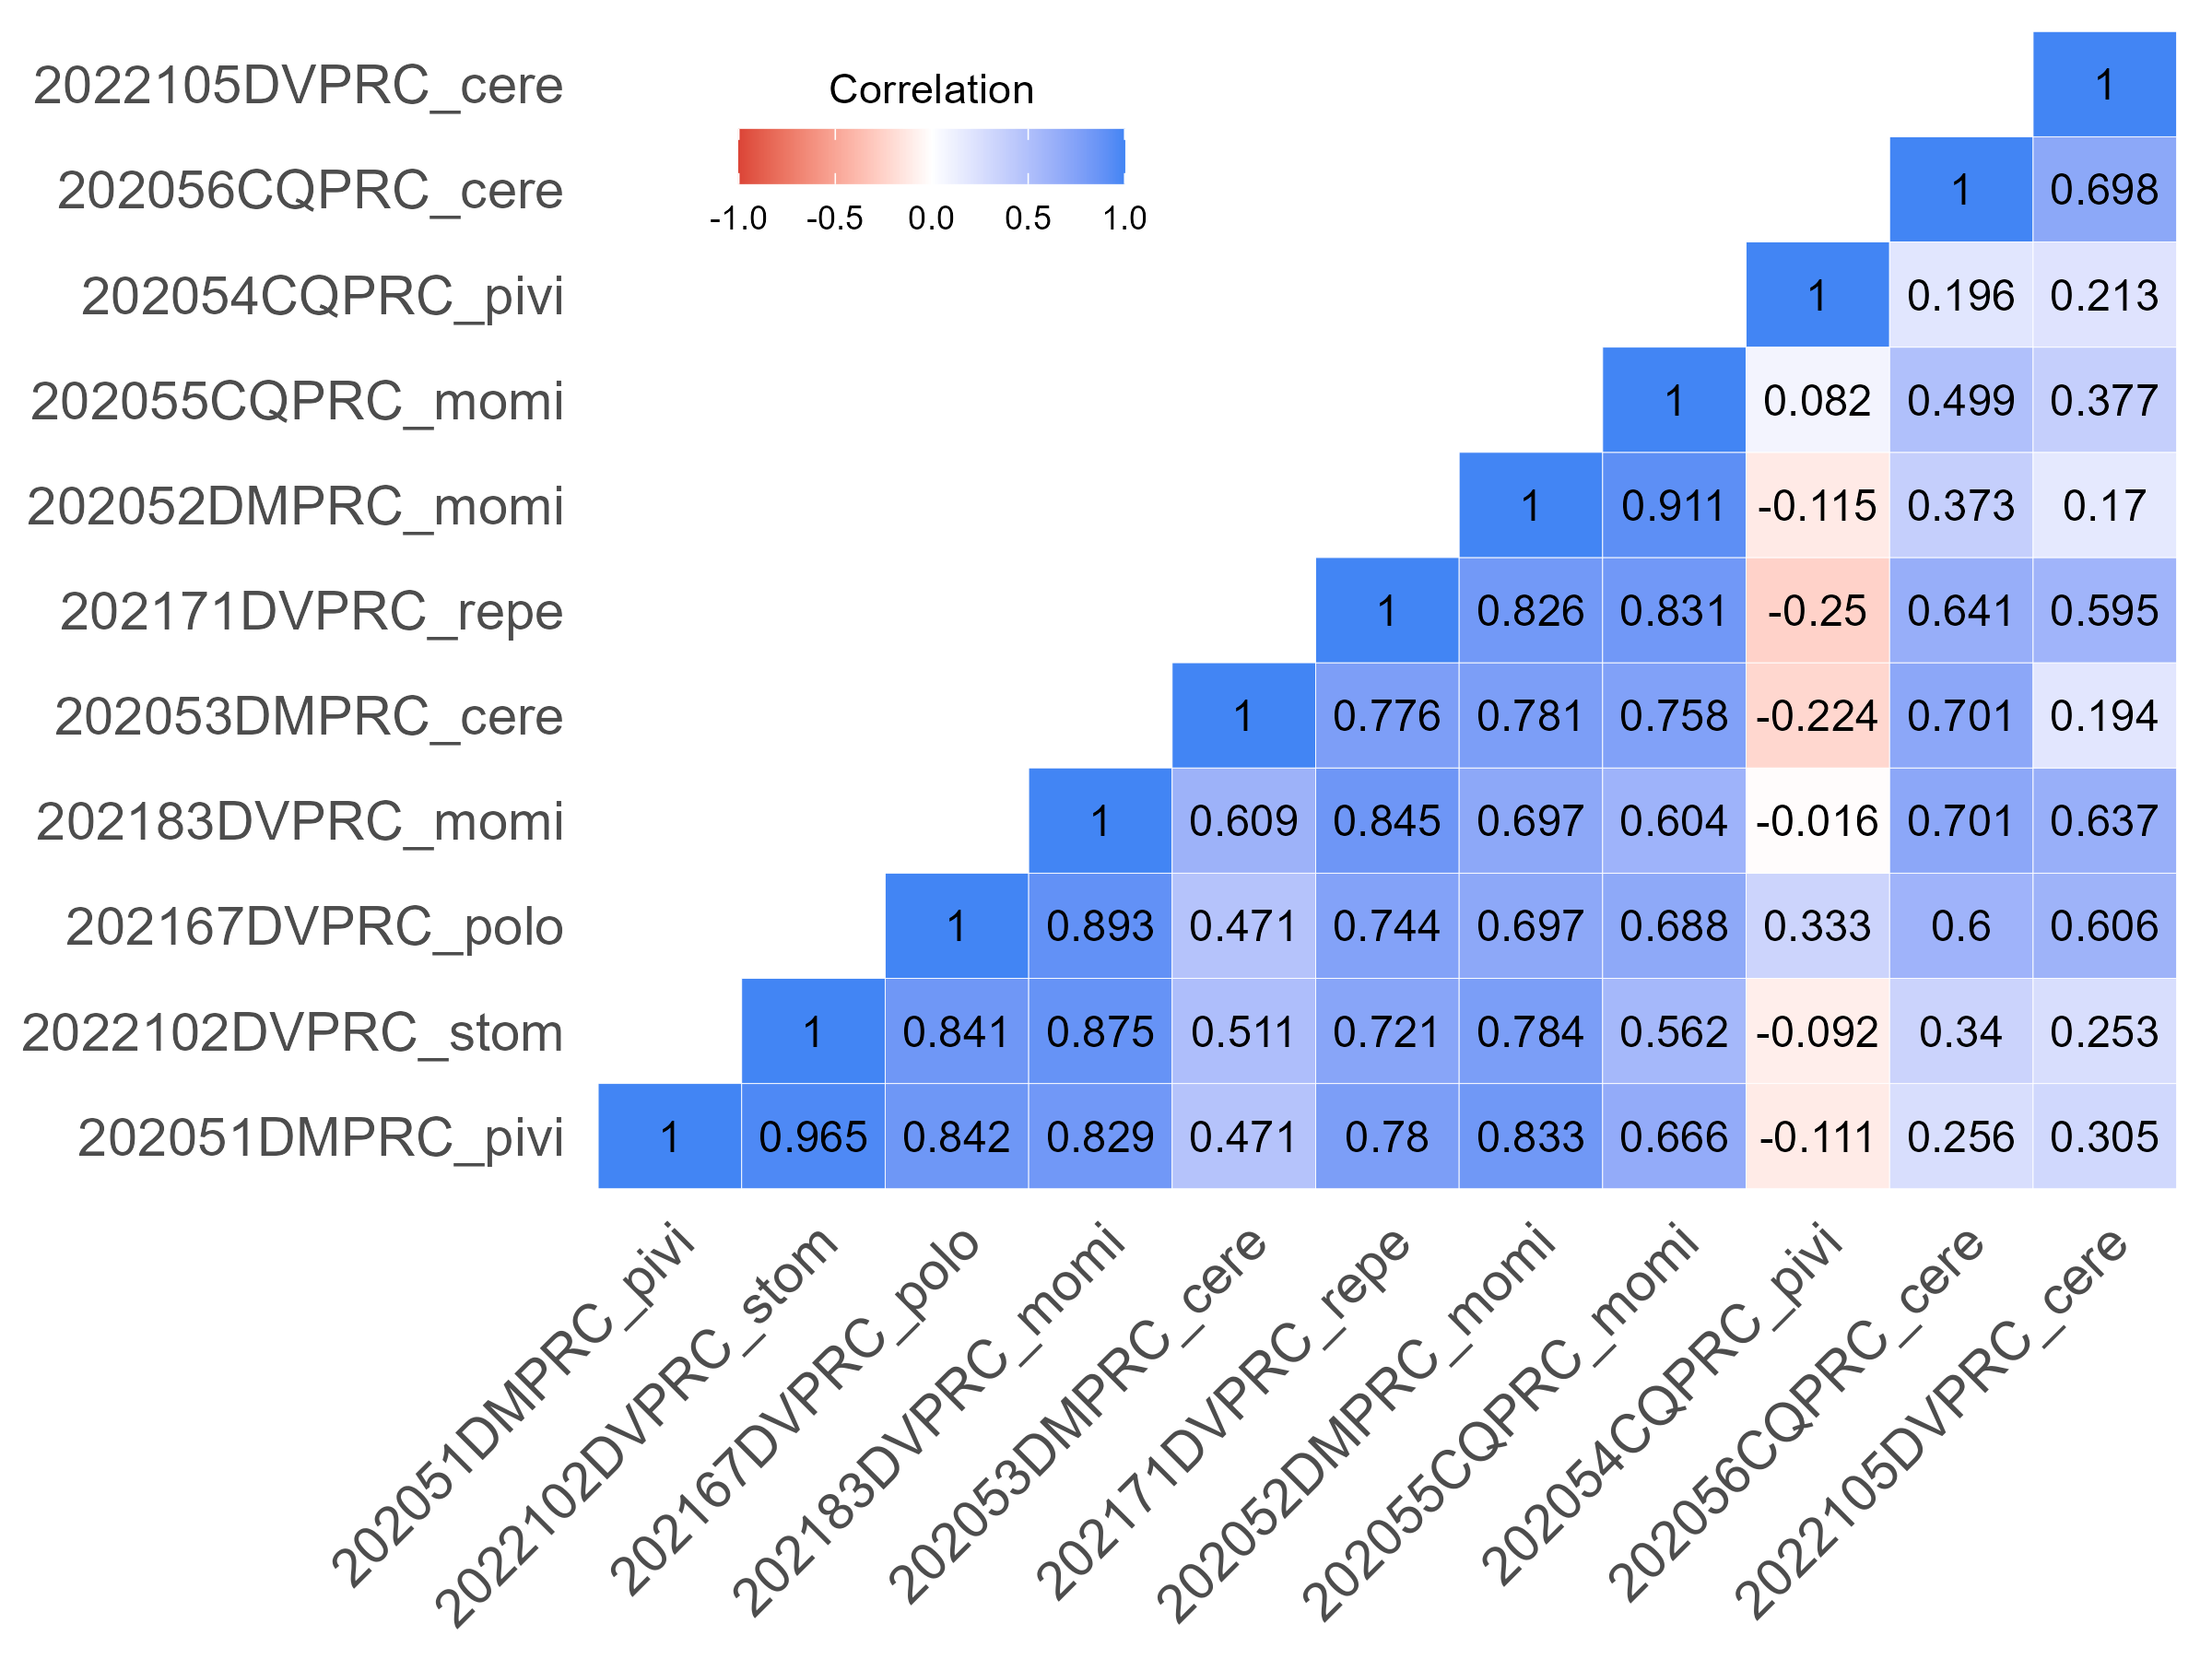 Correlation
-1.0 -0.5 0.0 0.5 1.0
2022105DVPRC_cere 1
202056CQPRC_cere 1 0.698
202054CQPRC_pivi 1 0.196 0.213
202055CQPRC_momi 1 0.082 0.499 0.377
202052DMPRC_momi 1 0.911 -0.115 0.373 0.17
202171DVPRC_repe 1 0.826 0.831 -0.25 0.641 0.595
202053DMPRC_cere 1 0.776 0.781 0.758 -0.224 0.701 0.194
202183DVPRC_momi 1 0.609 0.845 0.697 0.604 -0.016 0.701 0.637
202167DVPRC_polo 1 0.893 0.471 0.744 0.697 0.688 0.333 0.6 0.606
2022102DVPRC_stom 1 0.841 0.875 0.511 0.721 0.784 0.562 -0.092 0.34 0.253
202051DMPRC_pivi 1 0.965 0.842 0.829 0.471 0.78 0.833 0.666 -0.111 0.256 0.305
202051DMPRC_pivi
2022102DVPRC_stom
202167DVPRC_polo
202183DVPRC_momi
202053DMPRC_cere
202171DVPRC_repe
202052DMPRC_momi
202055CQPRC_momi
202054CQPRC_pivi
202056CQPRC_cere
2022105DVPRC_cere